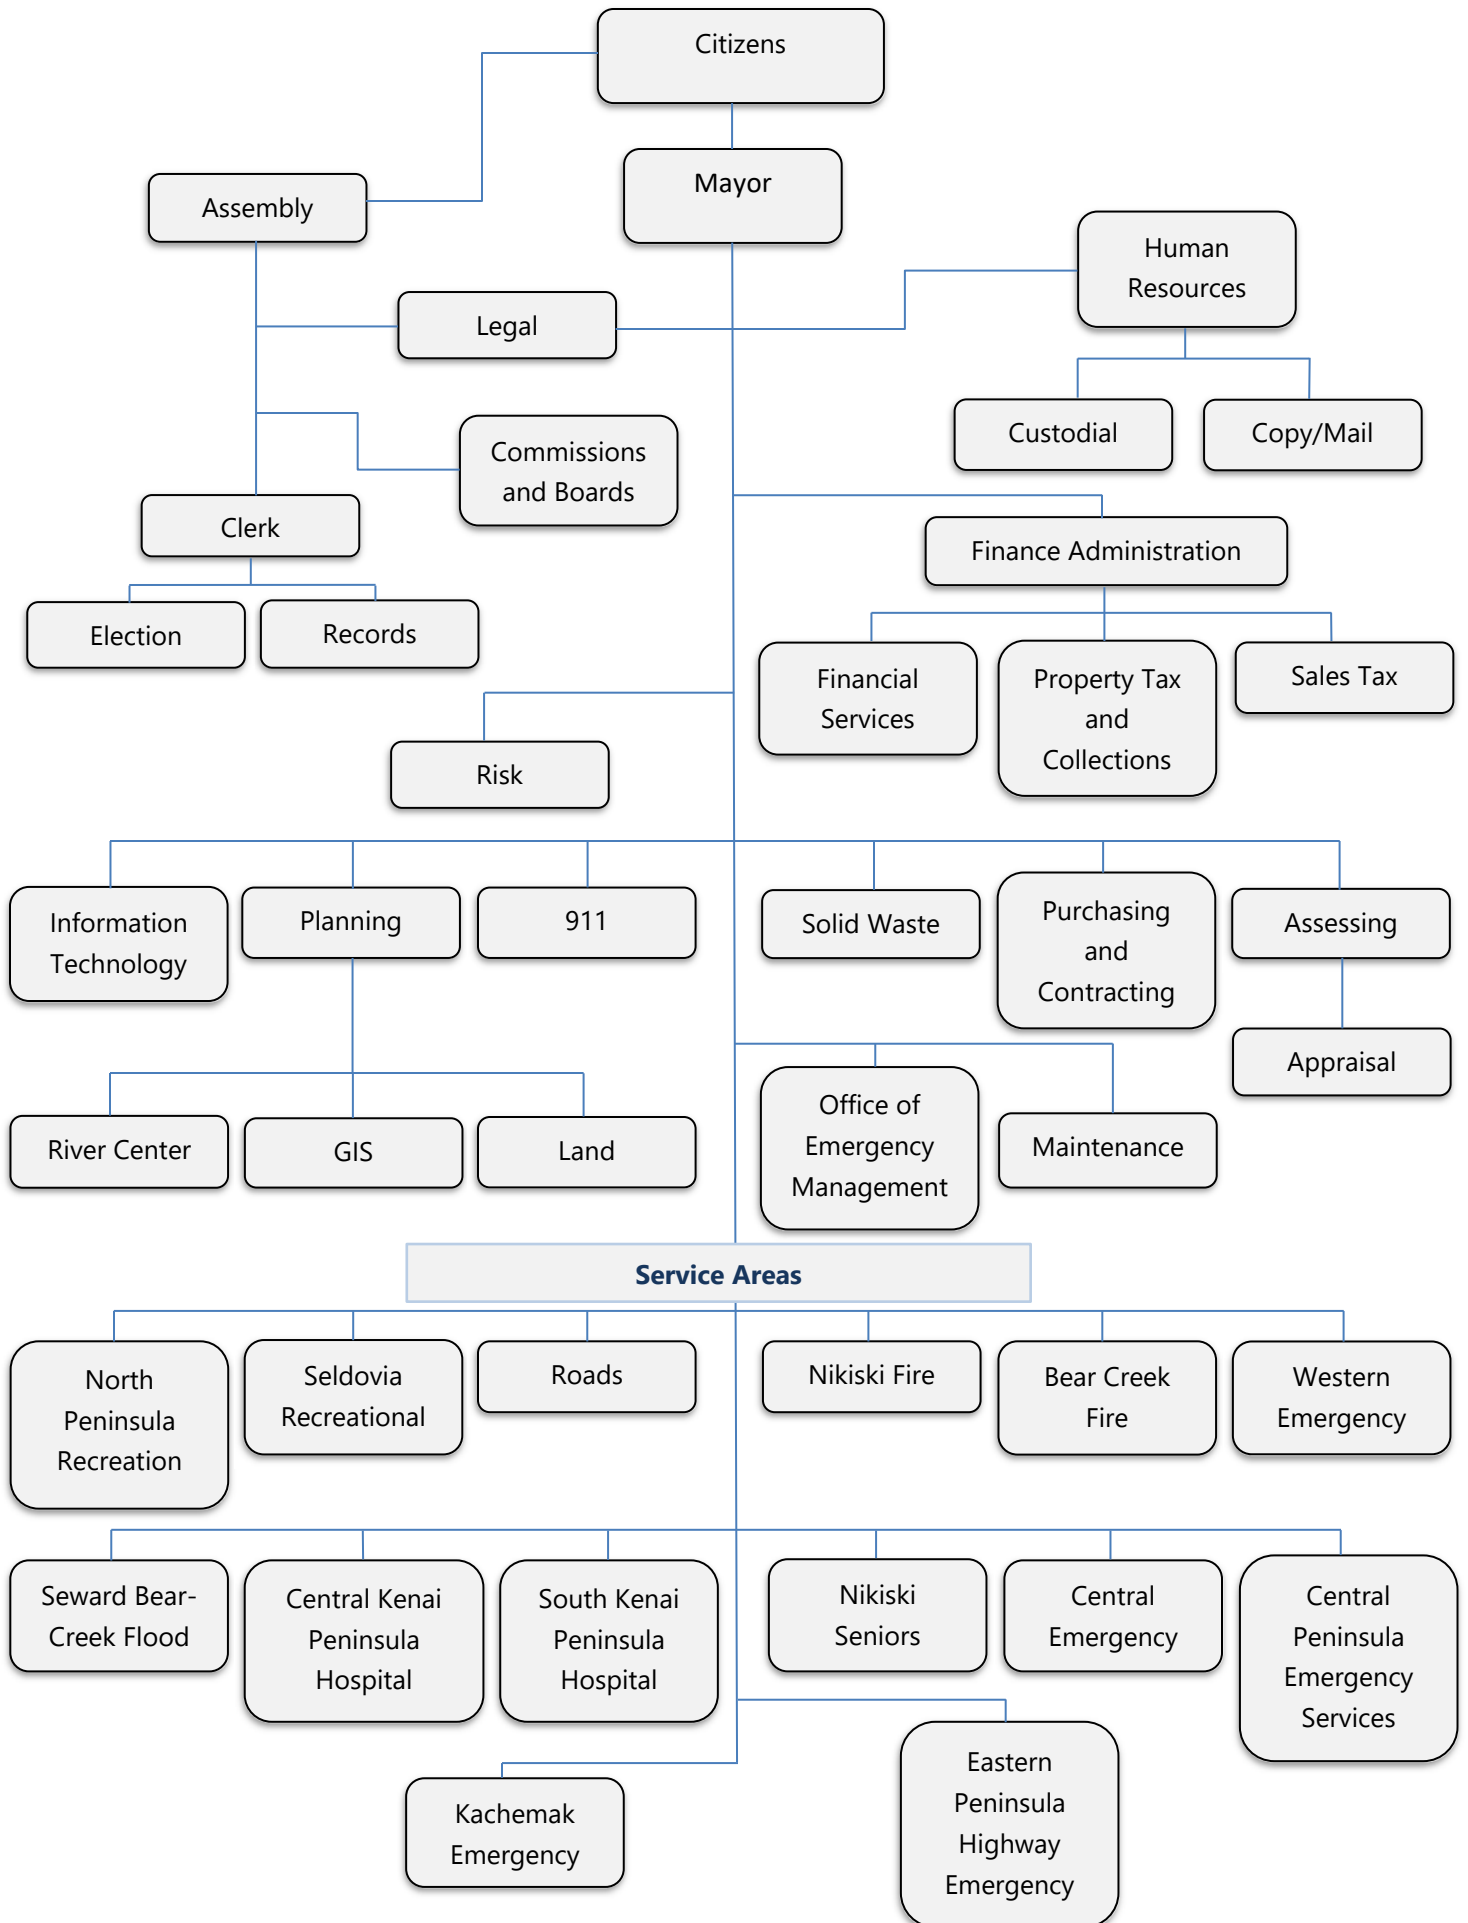 Citizens
Mayor
Assembly
Human
Resources
Legal
Custodial
Copy/Mail
Commissions
and Boards
Clerk
Finance Administration
Election
Records
Financial
Services
Property Tax
and
Collections
Sales Tax
Risk
Information
Technology
Planning
911
Solid Waste
Purchasing
and
Contracting
Assessing
Appraisal
River Center
GIS
Land
Office of
Emergency
Management
Maintenance
Service Areas
North
Peninsula
Recreation
Seldovia
Recreational
Roads
Nikiski Fire
Bear Creek
Fire
Western
Emergency
Seward Bear-
Creek Flood
Central Kenai
Peninsula
Hospital
South Kenai
Peninsula
Hospital
Nikiski
Seniors
Central
Emergency
Central
Peninsula
Emergency
Services
Kachemak
Emergency
Eastern
Peninsula
Highway
Emergency